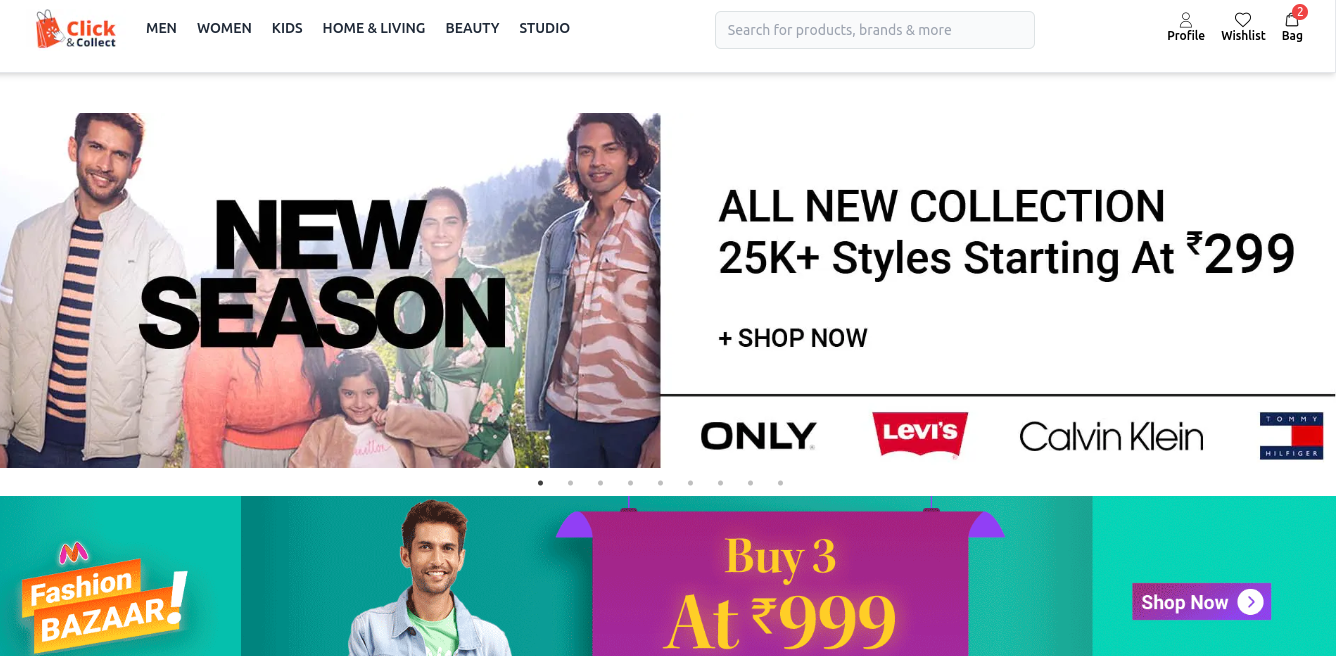 Click
& Collect
MEN WOMEN KIDS HOME & LIVING BEAUTY STUDIO
Search for products, brands & more
Profile Wishlist Bag
2
NEW
SEASON
ALL NEW COLLECTION
25K+ Styles Starting At ₹299
+ SHOP NOW
ONLY
LEVI'S
Calvin Klein
TOMMY
HILFIGER
Fashion
BAZAAR!
Buy 3
At ₹999
Shop Now